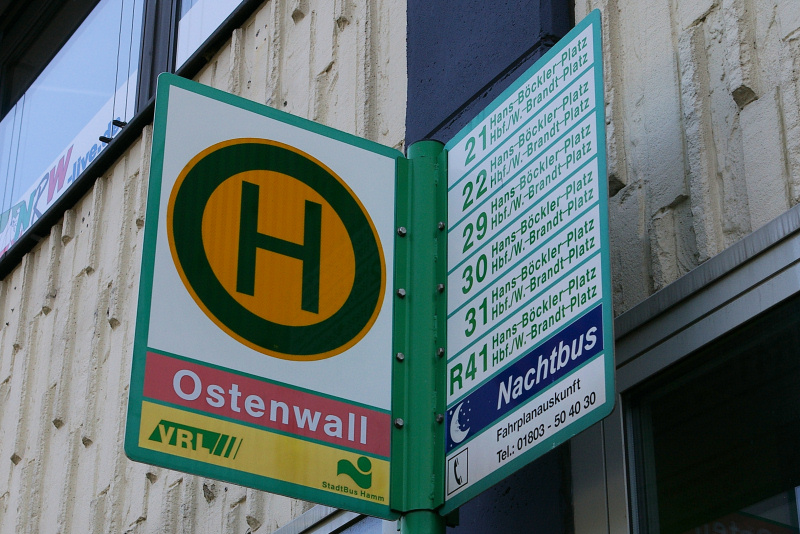 H
Ostenwall
VRL
StadtBus Hamm
21 Hans-Böckler-Platz
Hbf./W.-Brandt-Platz
22 Hans-Böckler-Platz
Hbf./W.-Brandt-Platz
29 Hans-Böckler-Platz
Hbf./W.-Brandt-Platz
30 Hans-Böckler-Platz
Hbf./W.-Brandt-Platz
31 Hans-Böckler-Platz
Hbf./W.-Brandt-Platz
R41 Hans-Böckler-Platz
Hbf./W.-Brandt-Platz
Nachtbus
Fahrplanauskunft
Tel.: 01803 - 50 40 30